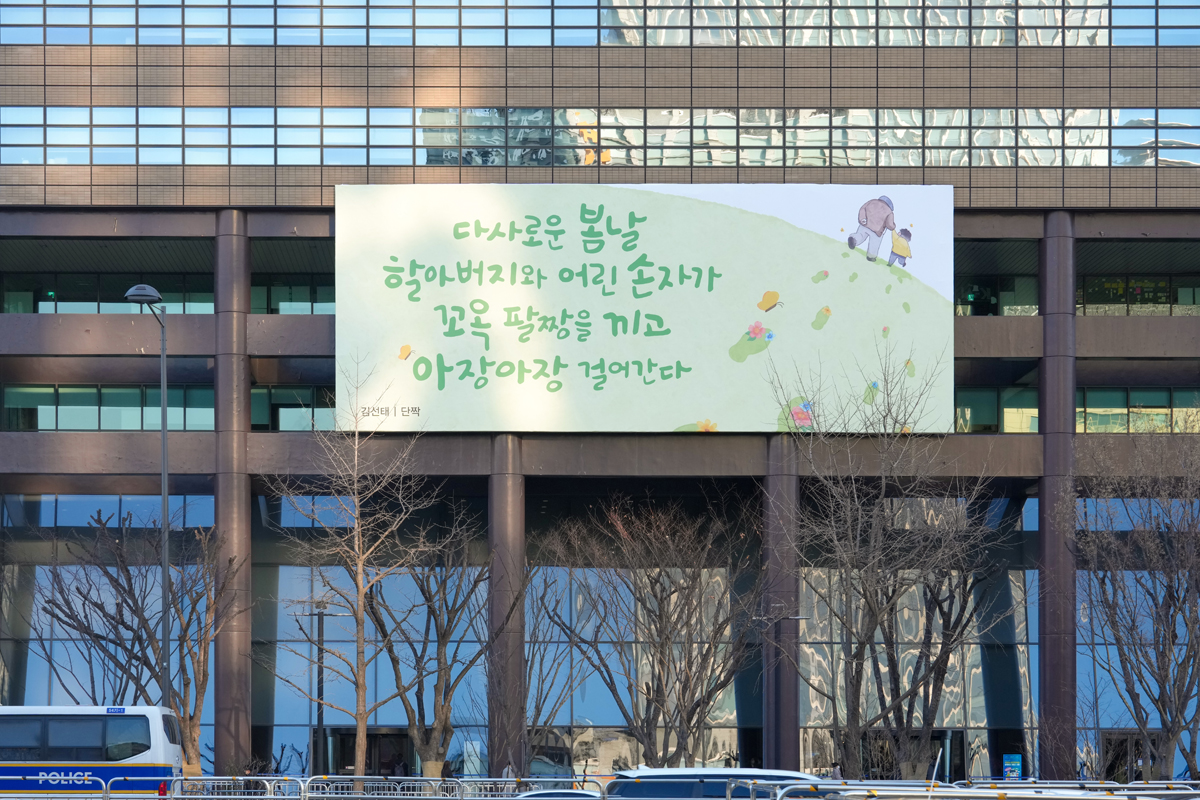 다사로운 봄날
할아버지와 어린 손자가
꼬옥 팔짱을 끼고
아장아장 걸어간다
김선태 | 단짝
POLICE